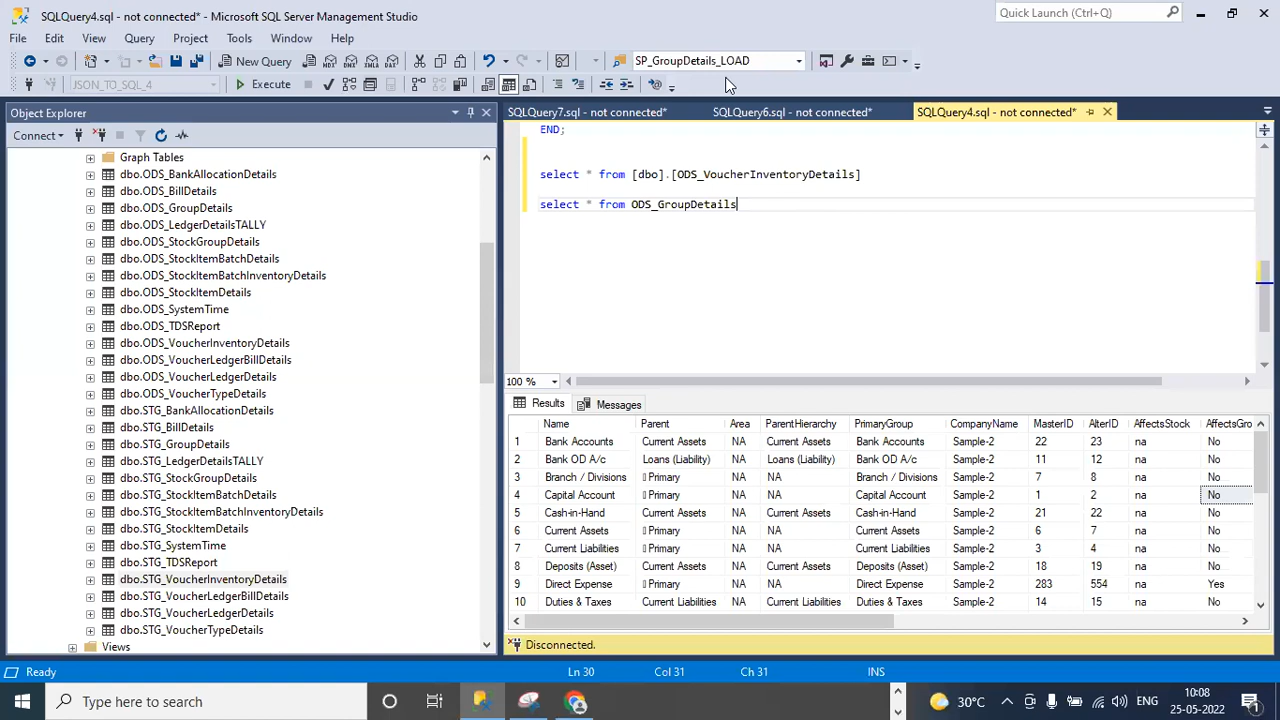 SQLQuery4.sql - not connected* - Microsoft SQL Server Management Studio
Quick Launch (Ctrl+Q)
File Edit View Query Project Tools Window Help
New Query
SP_GroupDetails_LOAD
JSON_TO_SQL_4
Execute
Object Explorer
Connect
Graph Tables
dbo.ODS_BankAllocationDetails
dbo.ODS_BillDetails
dbo.ODS_GroupDetails
dbo.ODS_LedgerDetailsTALLY
dbo.ODS_StockGroupDetails
dbo.ODS_StockItemBatchDetails
dbo.ODS_StockItemBatchInventoryDetails
dbo.ODS_StockItemDetails
dbo.ODS_SystemTime
dbo.ODS_TDSReport
dbo.ODS_VoucherInventoryDetails
dbo.ODS_VoucherLedgerBillDetails
dbo.ODS_VoucherLedgerDetails
dbo.ODS_VoucherTypeDetails
dbo.STG_BankAllocationDetails
dbo.STG_BillDetails
dbo.STG_GroupDetails
dbo.STG_LedgerDetailsTALLY
dbo.STG_StockGroupDetails
dbo.STG_StockItemBatchDetails
dbo.STG_StockItemBatchInventoryDetails
dbo.STG_StockItemDetails
dbo.STG_SystemTime
dbo.STG_TDSReport
dbo.STG_VoucherInventoryDetails
dbo.STG_VoucherLedgerBillDetails
dbo.STG_VoucherLedgerDetails
dbo.STG_VoucherTypeDetails
Views
SQLQuery7.sql - not connected* SQLQuery6.sql - not connected* SQLQuery4.sql - not connected*
END;
select * from [dbo].[ODS_VoucherInventoryDetails]
select * from ODS_GroupDetails
100 %
Results Messages
Name Parent Area ParentHierarchy PrimaryGroup CompanyName MasterID AlterID AffectsStock AffectsGro
1 Bank Accounts Current Assets NA Current Assets Bank Accounts Sample-2 22 23 na No
2 Bank OD A/c Loans (Liability) NA Loans (Liability) Bank OD A/c Sample-2 11 12 na No
3 Branch / Divisions Primary NA NA Branch / Divisions Sample-2 7 8 na No
4 Capital Account Primary NA NA Capital Account Sample-2 1 2 na No
5 Cash-in-Hand Current Assets NA Current Assets Cash-in-Hand Sample-2 21 22 na No
6 Current Assets Primary NA NA Current Assets Sample-2 6 7 na No
7 Current Liabilities Primary NA NA Current Liabilities Sample-2 3 4 na No
8 Deposits (Asset) Current Assets NA Current Assets Deposits (Asset) Sample-2 18 19 na No
9 Direct Expense Primary NA NA Direct Expense Sample-2 283 554 na Yes
10 Duties & Taxes Current Liabilities NA Current Liabilities Duties & Taxes Sample-2 14 15 na No
Disconnected.
Ready Ln 30 Col 31 Ch 31 INS
Type here to search
30°C ENG 10:08
25-05-2022 1